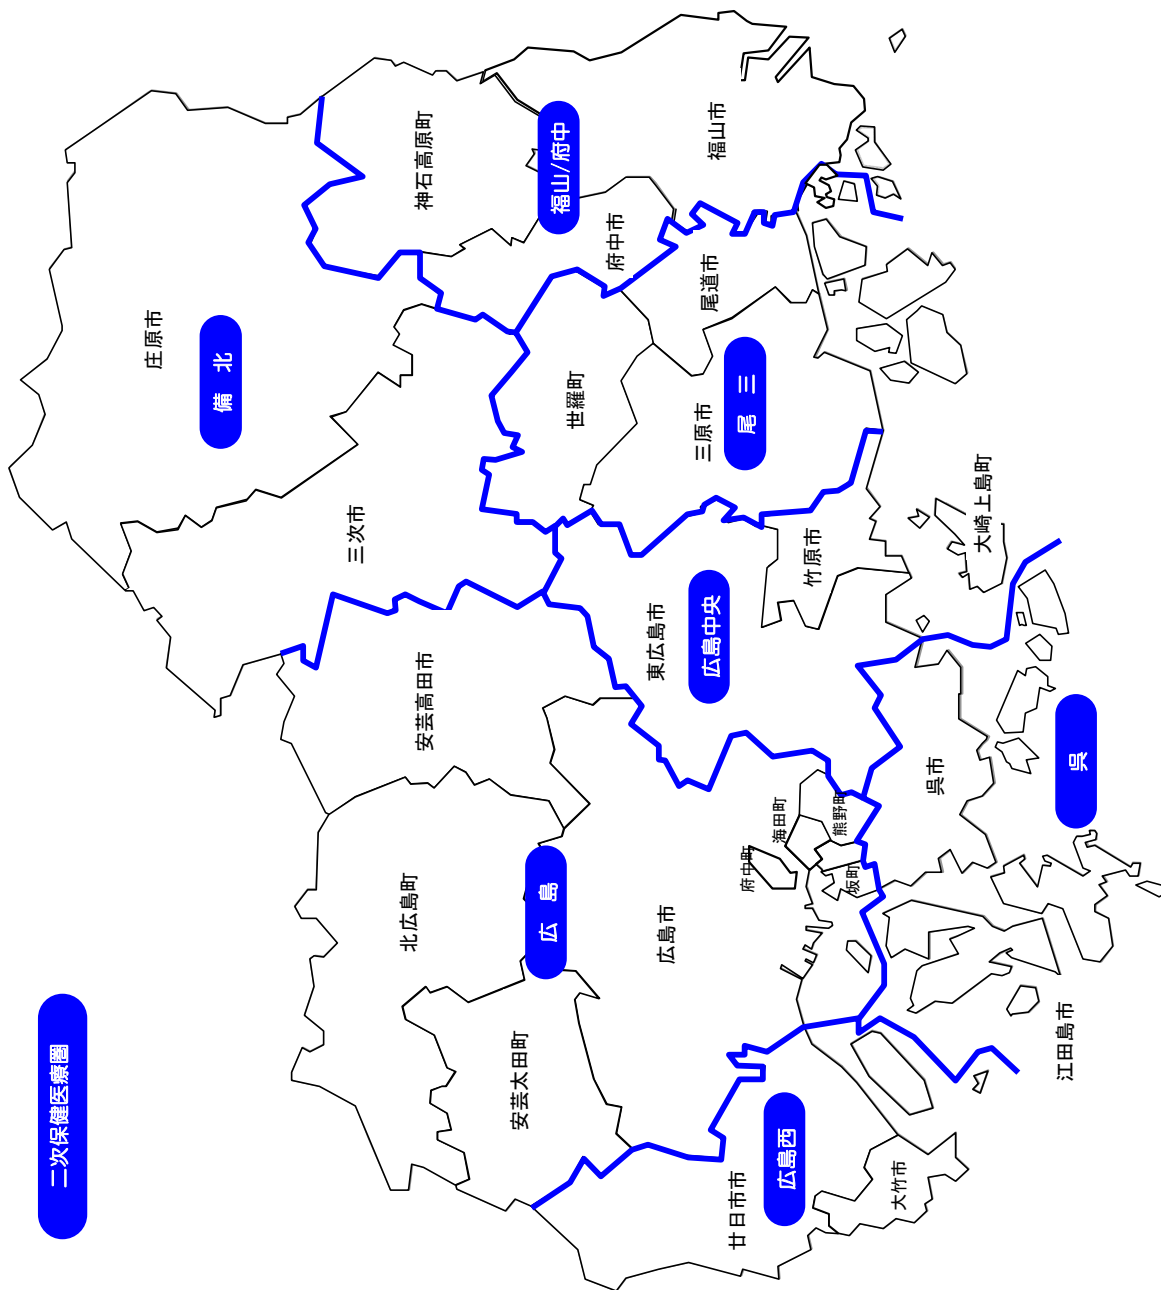 二次保健医療圏
北広島町
安芸太田町
安芸高田市
広　島
広島市
府中町
海田町
熊野町
坂町
廿日市市
広島西
大竹市
江田島市
呉市
呉
三次市
庄原市
備　北
東広島市
広島中央
竹原市
大崎上島町
世羅町
三原市
尾　三
尾道市
府中市
神石高原町
福山/府中
福山市